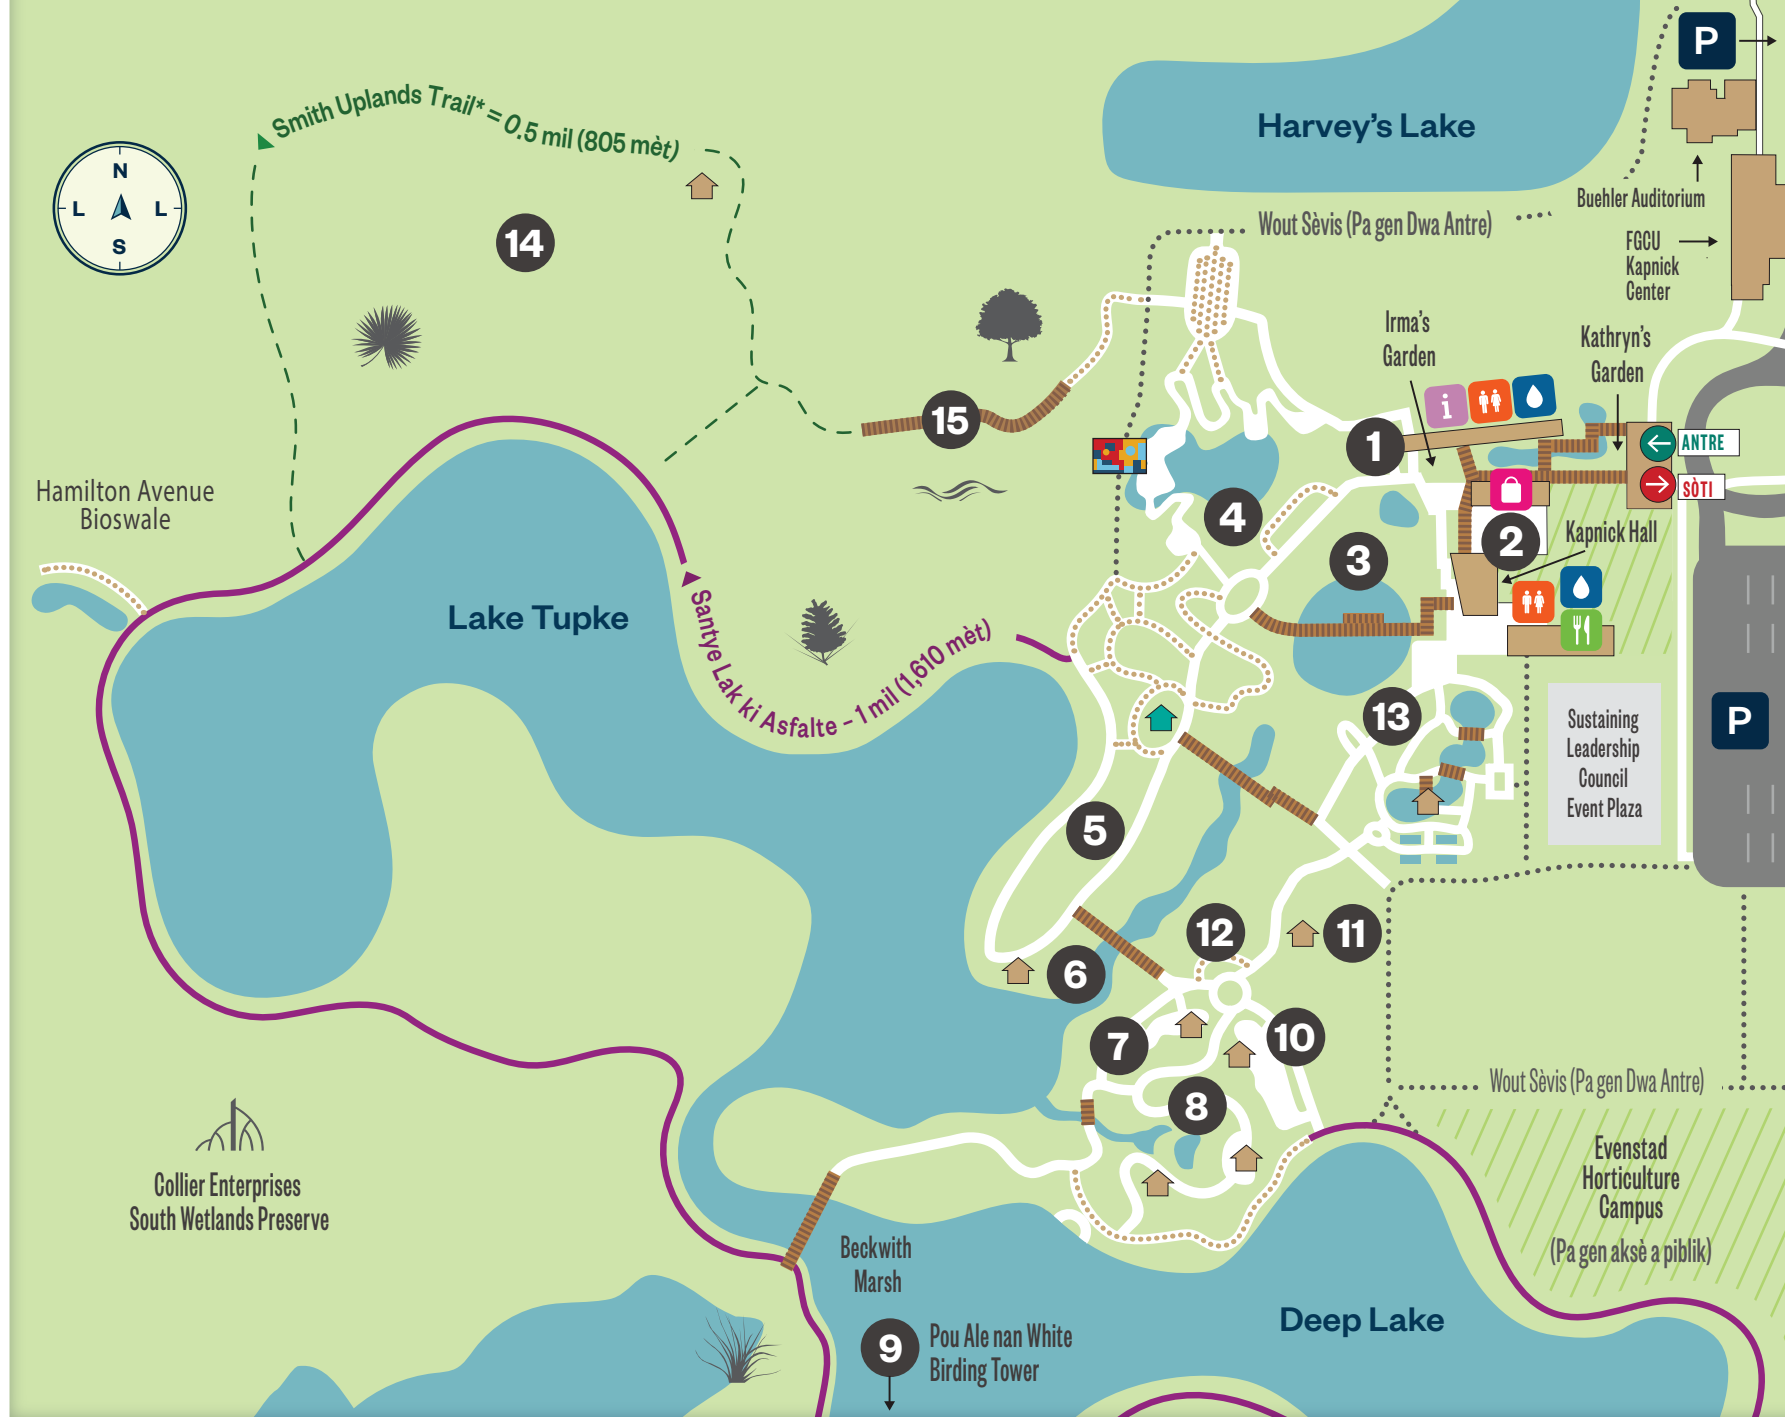 P
Harvey's Lake
Smith Uplands Trail* = 0.5 mil (805 mèt)
N
L
L
S
14
Buehler Auditorium
Wout Sèvis (Pa gen Dwa Antre)
FGCU
Kapnick
Center
Irma's
Garden
Kathryn's
Garden
i
15
1
ANTRE
SÒTI
Hamilton Avenue
Bioswale
4
2
Kapnick Hall
3
Lake Tupke
Santye Lak ki Asfalte – 1 mil (1,610 mèt)
13
P
Sustaining
Leadership
Council
Event Plaza
5
12
11
6
7
10
8
Wout Sèvis (Pa gen Dwa Antre)
Collier Enterprises
South Wetlands Preserve
Evenstad
Horticulture
Campus
(Pa gen aksè a piblik)
Beckwith
Marsh
Deep Lake
9
Pou Ale nan White
Birding Tower